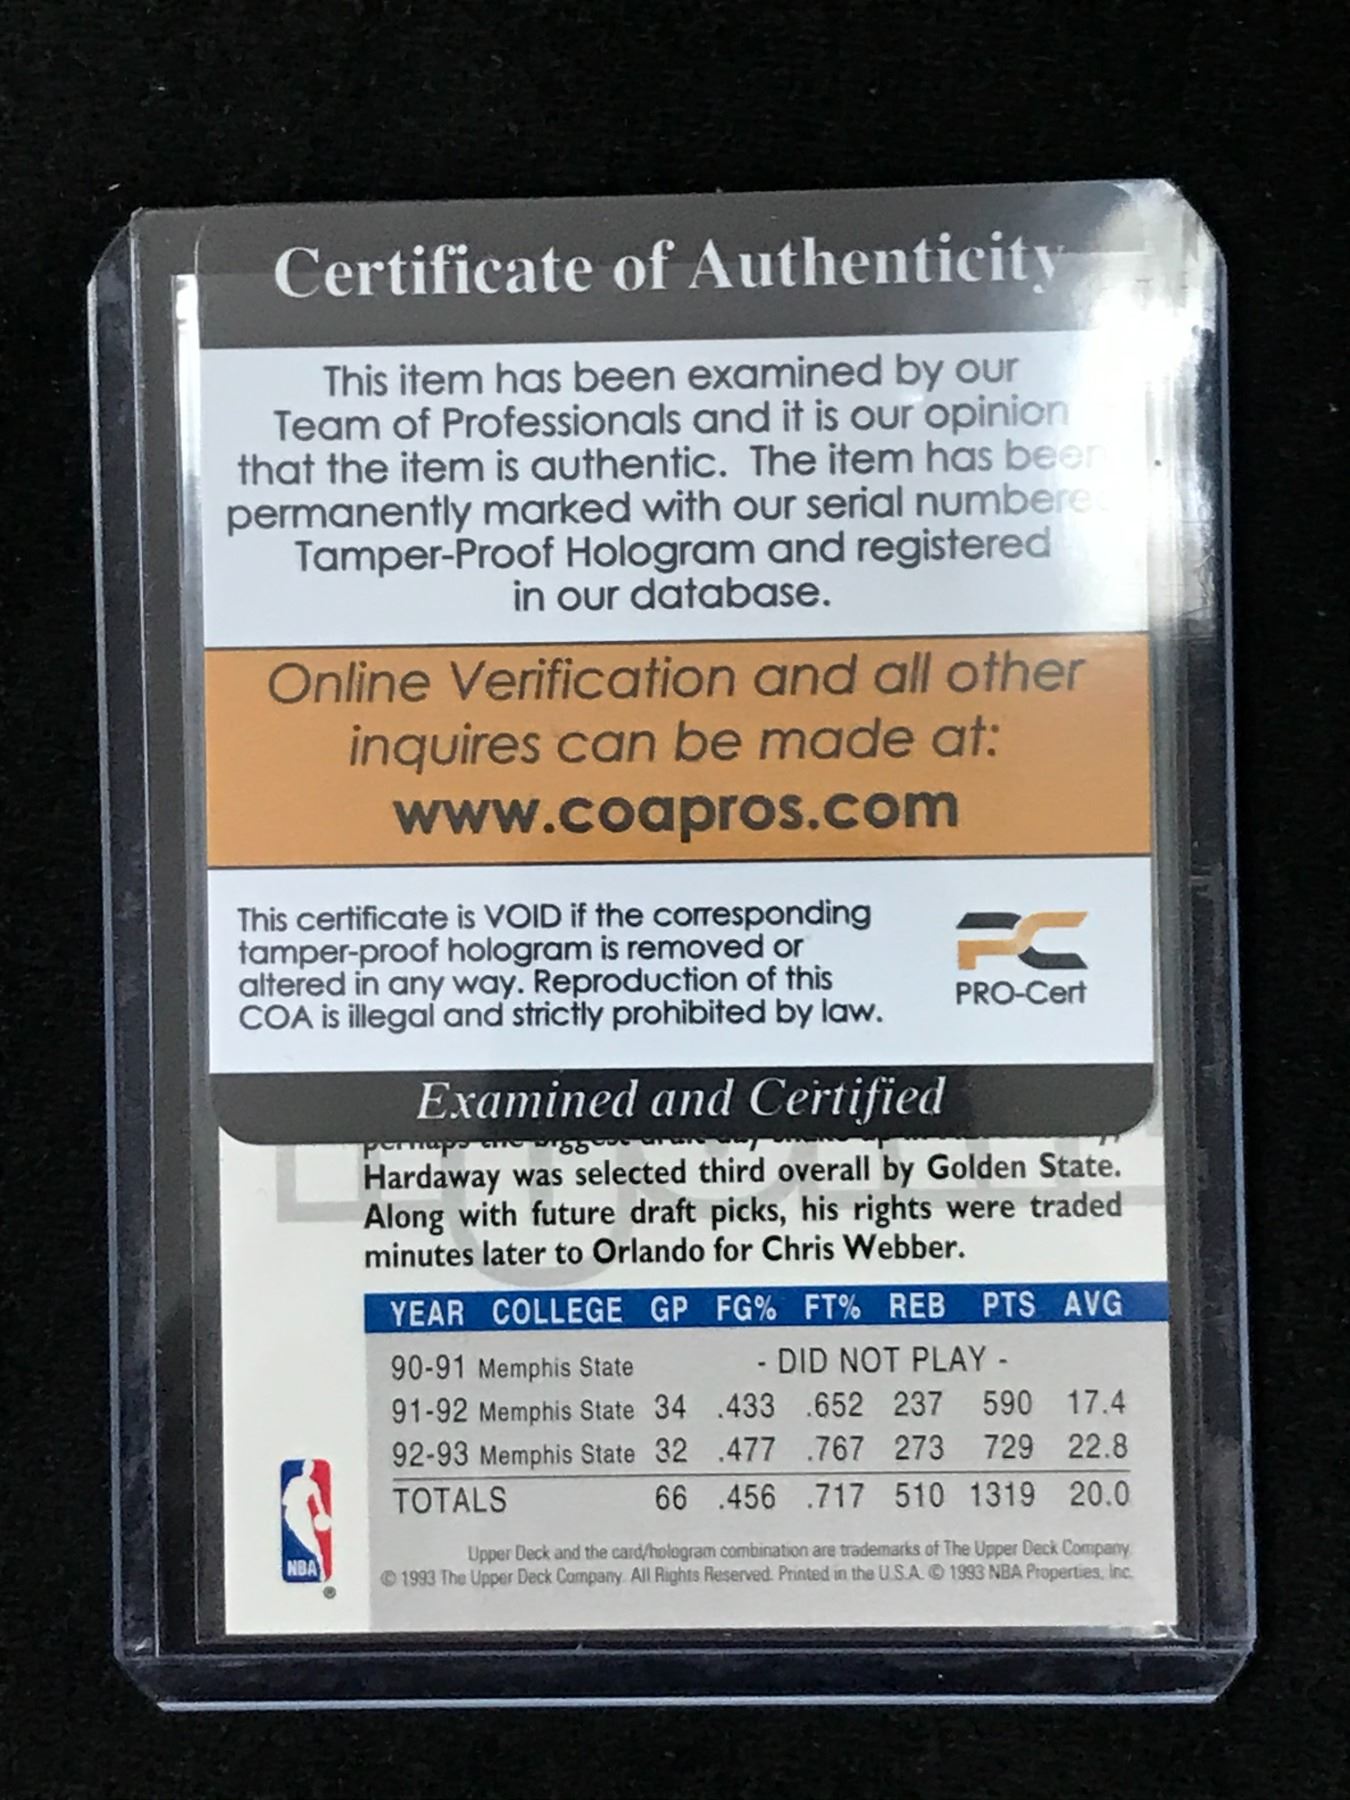 Certificate of Authenticity
This item has been examined by our
Team of Professionals and it is our opinion
that the item is authentic. The item has been
permanently marked with our serial numbere
Tamper-Proof Hologram and registered
in our database.
Online Verification and all other
inquires can be made at:
www.coapros.com
This certificate is VOID if the corresponding
tamper-proof hologram is removed or
altered in any way. Reproduction of this
COA is illegal and strictly prohibited by law.
PC
PRO-Cert
Examined and Certified
perhaps the biggest draft day
Hardaway was selected third overall by Golden State.
Along with future draft picks, his rights were traded
minutes later to Orlando for Chris Webber.
YEAR COLLEGE GP FG% FT% REB PTS AVG
90-91 Memphis State - DID NOT PLAY -
91-92 Memphis State 34 .433 .652 237 590 17.4
92-93 Memphis State 32 .477 .767 273 729 22.8
TOTALS 66 .456 .717 510 1319 20.0
NBA
®
Upper Deck and the card/hologram combination are trademarks of The Upper Deck Company.
© 1993 The Upper Deck Company. All Rights Reserved. Printed in the U.S.A. © 1993 NBA Properties, Inc.